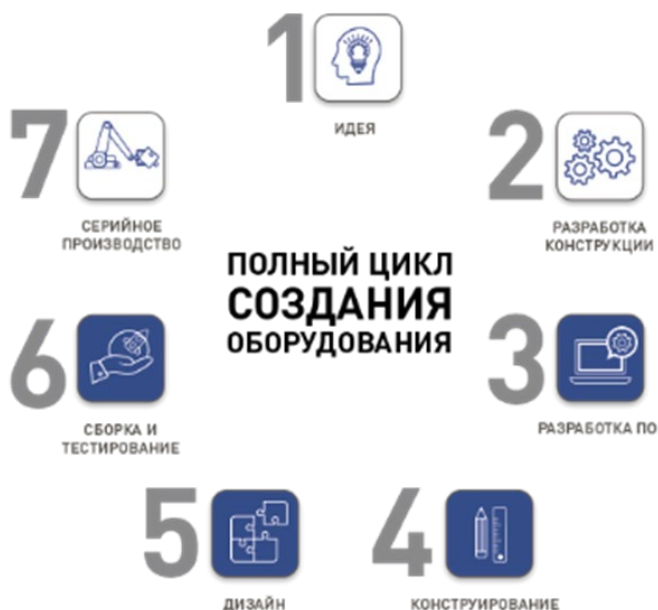 1
ИДЕЯ
2
РАЗРАБОТКА
КОНСТРУКЦИИ
3
РАЗРАБОТКА ПО
4
КОНСТРУИРОВАНИЕ
5
ДИЗАЙН
6
СБОРКА И
ТЕСТИРОВАНИЕ
7
СЕРИЙНОЕ
ПРОИЗВОДСТВО
ПОЛНЫЙ ЦИКЛ
СОЗДАНИЯ
ОБОРУДОВАНИЯ